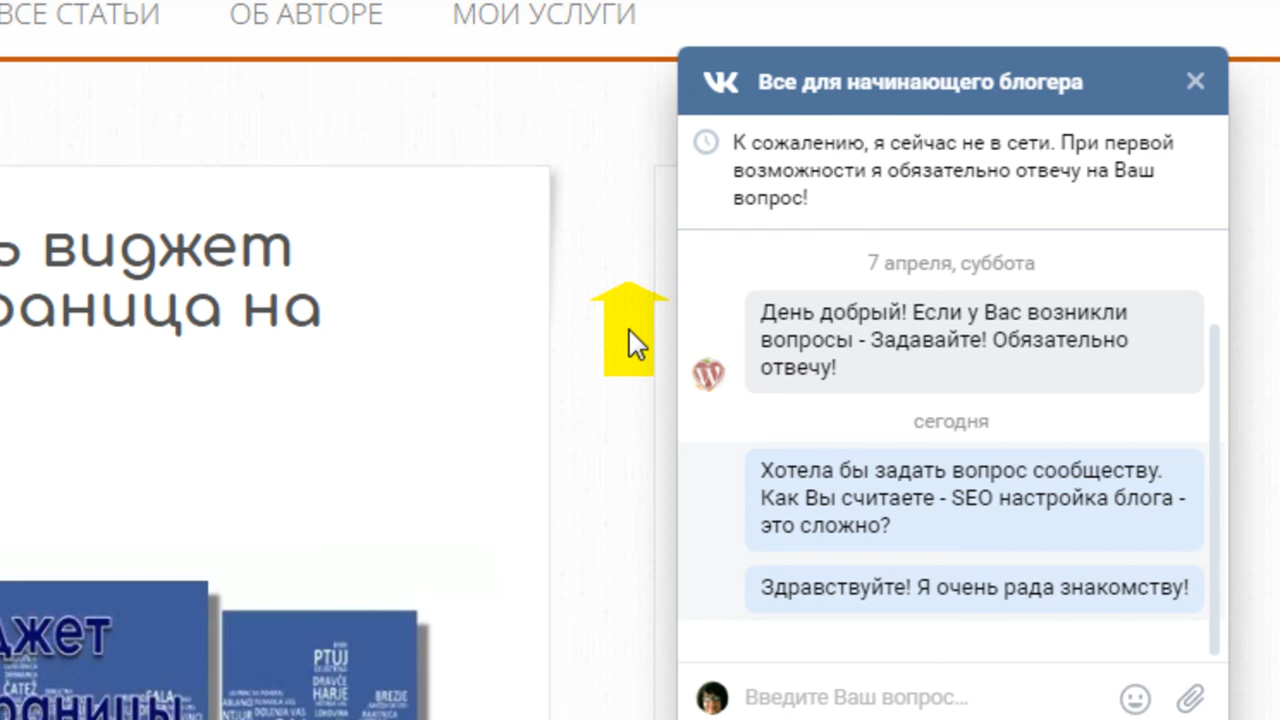 ВСЕ СТАТЬИ ОБ АВТОРЕ МОИ УСЛУГИ
Все для начинающего блогера
К сожалению, я сейчас не в сети. При первой
возможности я обязательно отвечу на Ваш
вопрос!
виджет
раница на
7 апреля, суббота
День добрый! Если у Вас возникли
вопросы - Задавайте! Обязательно
отвечу!
сегодня
Хотела бы задать вопрос сообществу.
Как Вы считаете - SEO настройка блога -
это сложно?
Здравствуйте! Я очень рада знакомству!
Введите Ваш вопрос...
джет
раницы
ČATEŽ
PTUJ
DRAVČE
HARJE
BREZJE